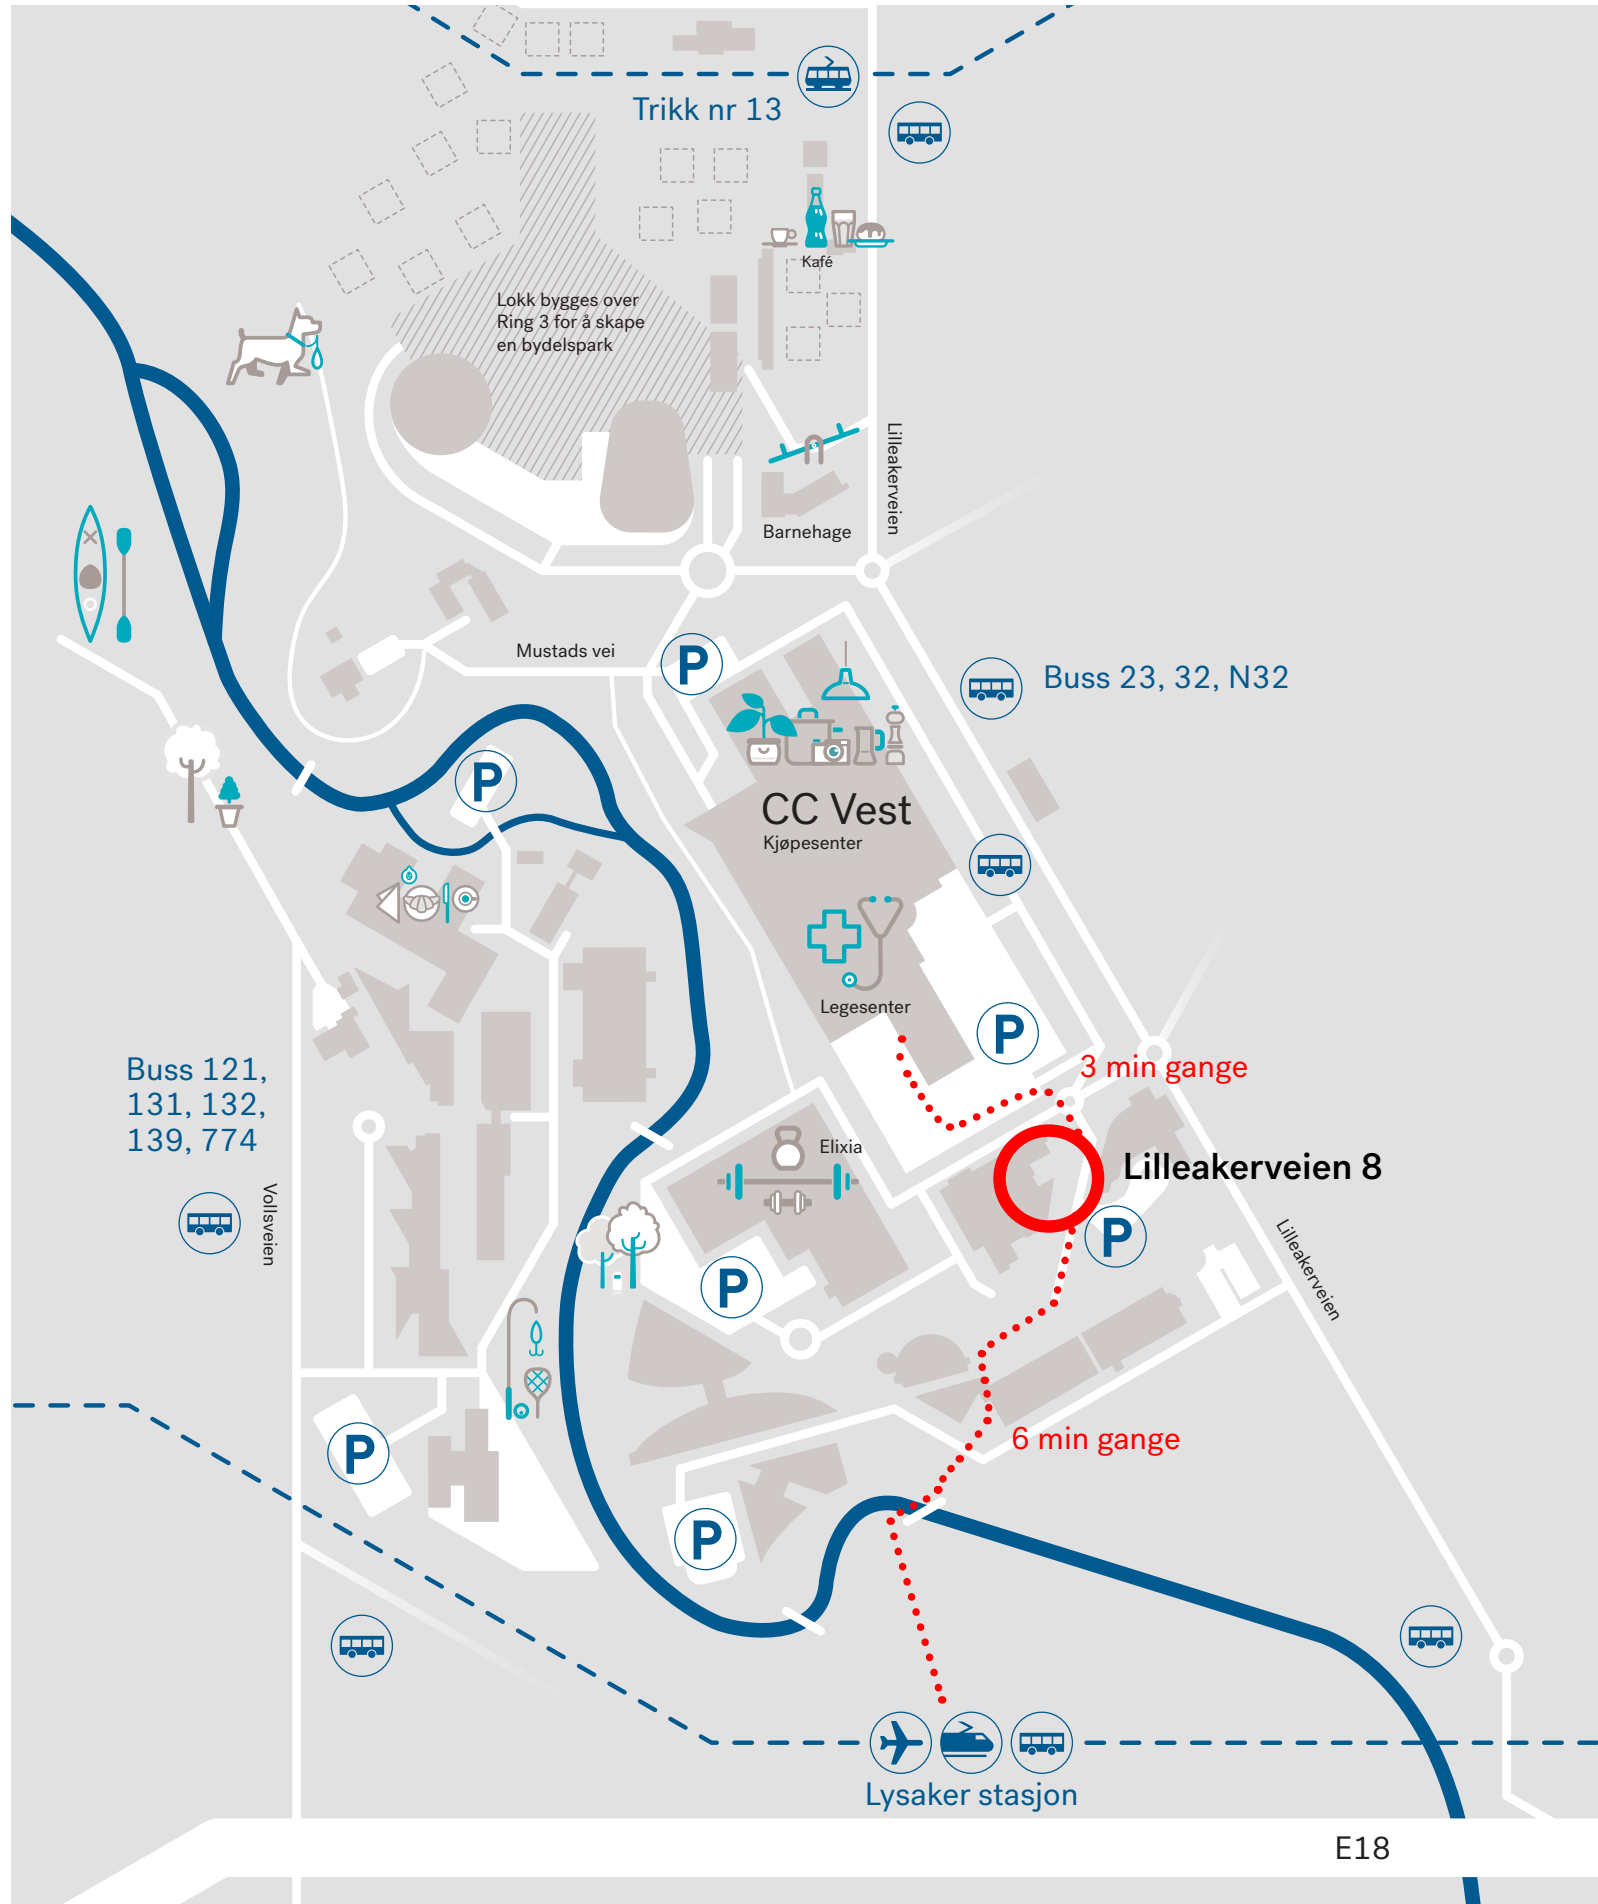 Trikk nr 13
Kafé
Lokk bygges over
Ring 3 for å skape
en bydelspark
Lilleakerveien
Barnehage
Mustads vei
P
Buss 23, 32, N32
P
CC Vest
Kjøpesenter
Legesenter
P
Buss 121,
131, 132,
139, 774
3 min gange
Elixia
Lilleakerveien 8
Vollsveien
P
P
Lilleakerveien
P
6 min gange
P
Lysaker stasjon
E18